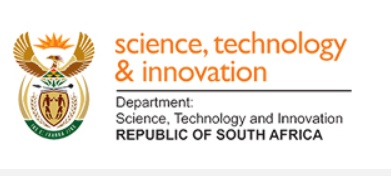 science, technology
& innovation
Department:
Science, Technology and Innovation
REPUBLIC OF SOUTH AFRICA